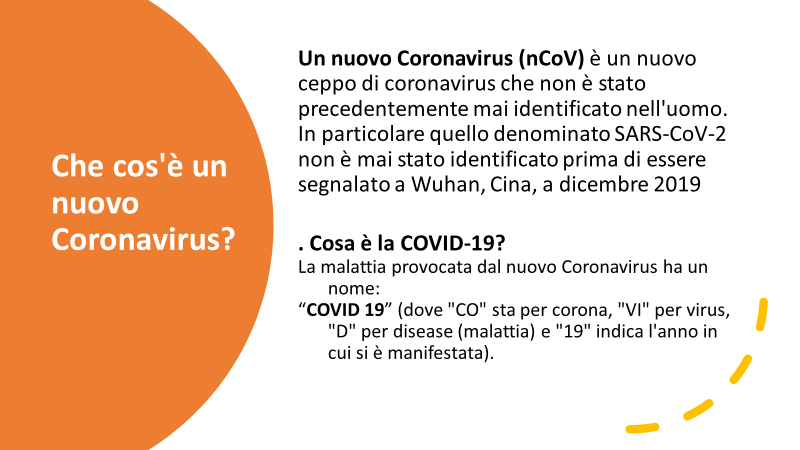 Che cos'è un
nuovo
Coronavirus?
Un nuovo Coronavirus (nCoV) è un nuovo
ceppo di coronavirus che non è stato
precedentemente mai identificato nell'uomo.
In particolare quello denominato SARS-CoV-2
non è mai stato identificato prima di essere
segnalato a Wuhan, Cina, a dicembre 2019
. Cosa è la COVID-19?
La malattia provocata dal nuovo Coronavirus ha un
nome:
“COVID 19” (dove "CO" sta per corona, "VI" per virus,
"D" per disease (malattia) e "19" indica l'anno in
cui si è manifestata).